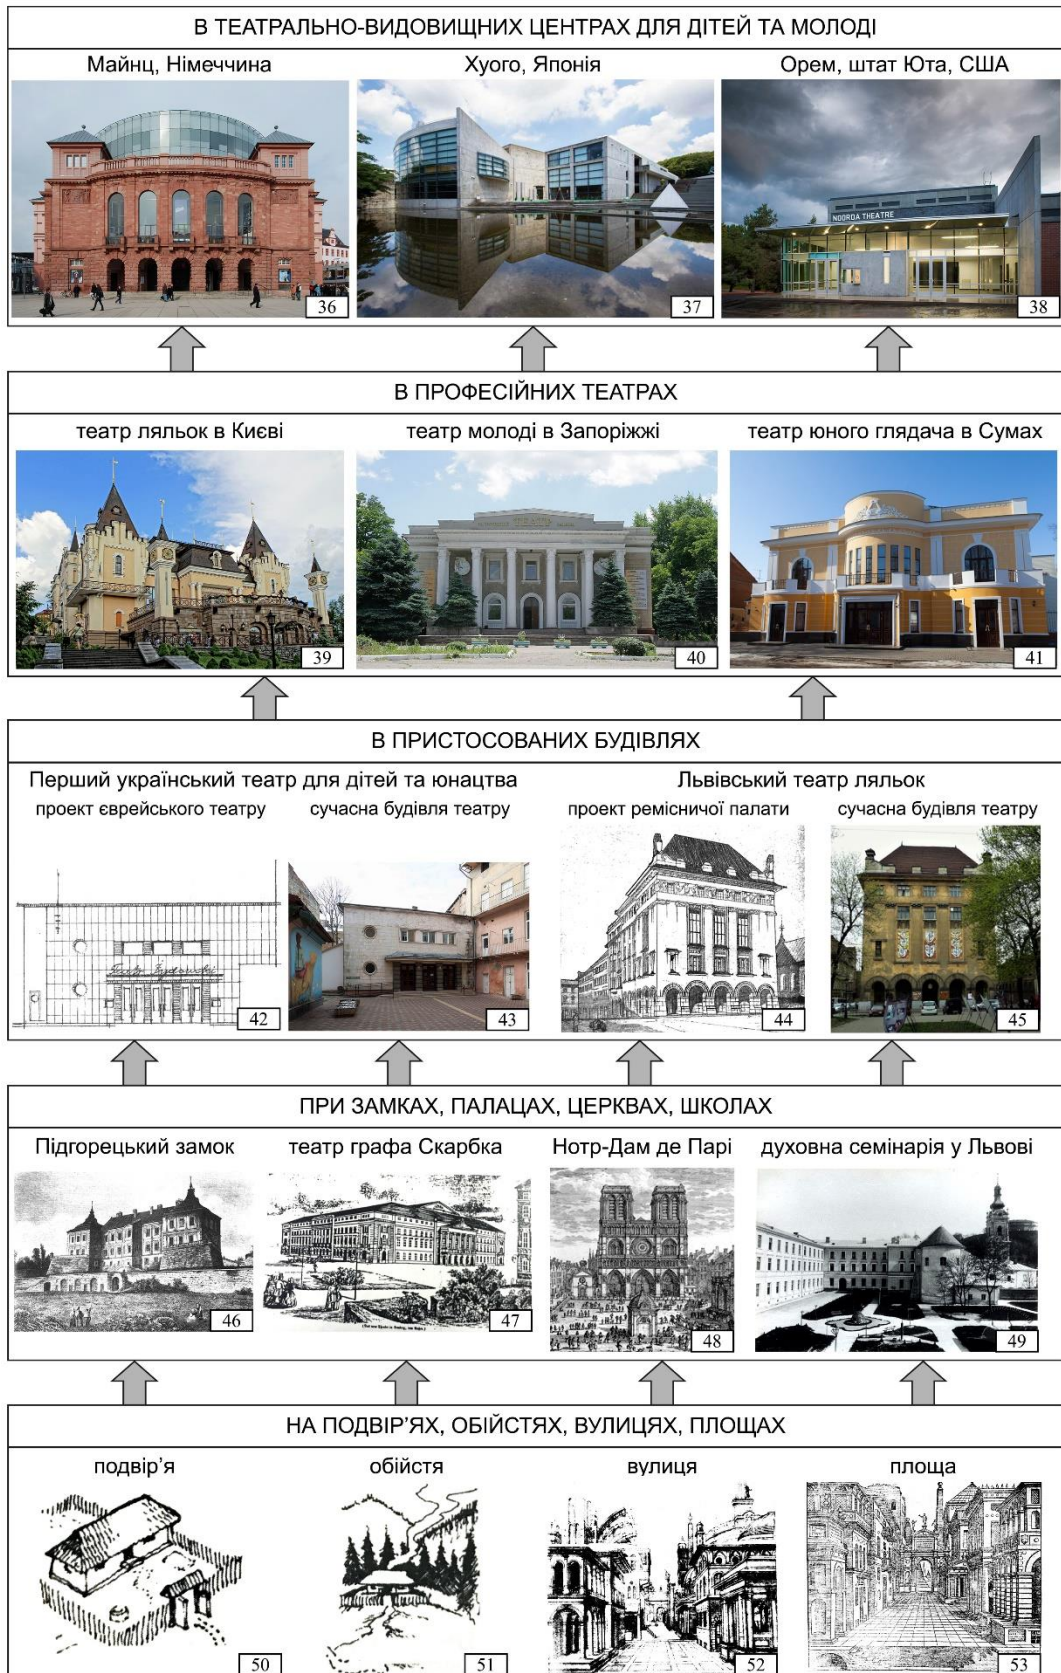 В ТЕАТРАЛЬНО-ВИДОВИЩНИХ ЦЕНТРАХ ДЛЯ ДІТЕЙ ТА МОЛОДІ
Майнц, Німеччина
Хуого, Японія
Орем, штат Юта, США
NOORDA THEATRE
36
37
38
В ПРОФЕСІЙНИХ ТЕАТРАХ
театр ляльок в Києві
театр молоді в Запоріжжі
театр юного глядача в Сумах
ТЕАТР
39
40
41
В ПРИСТОСОВАНИХ БУДІВЛЯХ
Перший український театр для дітей та юнацтва
Львівський театр ляльок
проект єврейського театру
сучасна будівля театру
проект ремісничої палати
сучасна будівля театру
42
43
44
45
ПРИ ЗАМКАХ, ПАЛАЦАХ, ЦЕРКВАХ, ШКОЛАХ
Підгорецький замок
театр графа Скарбка
Нотр-Дам де Парі
духовна семінарія у Львові
46
47
48
49
НА ПОДВІР'ЯХ, ОБІЙСТЯХ, ВУЛИЦЯХ, ПЛОЩАХ
подвір'я
обійстя
вулиця
площа
50
51
52
53